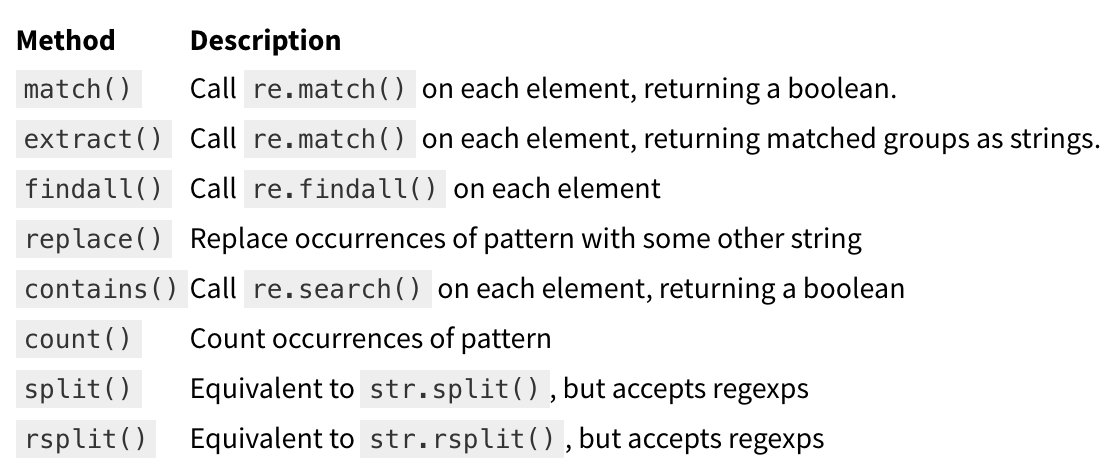 Method Description
match() Call re.match() on each element, returning a boolean.
extract() Call re.match() on each element, returning matched groups as strings.
findall() Call re.findall() on each element
replace() Replace occurrences of pattern with some other string
contains() Call re.search() on each element, returning a boolean
count() Count occurrences of pattern
split() Equivalent to str.split(), but accepts regexps
rsplit() Equivalent to str.rsplit(), but accepts regexps